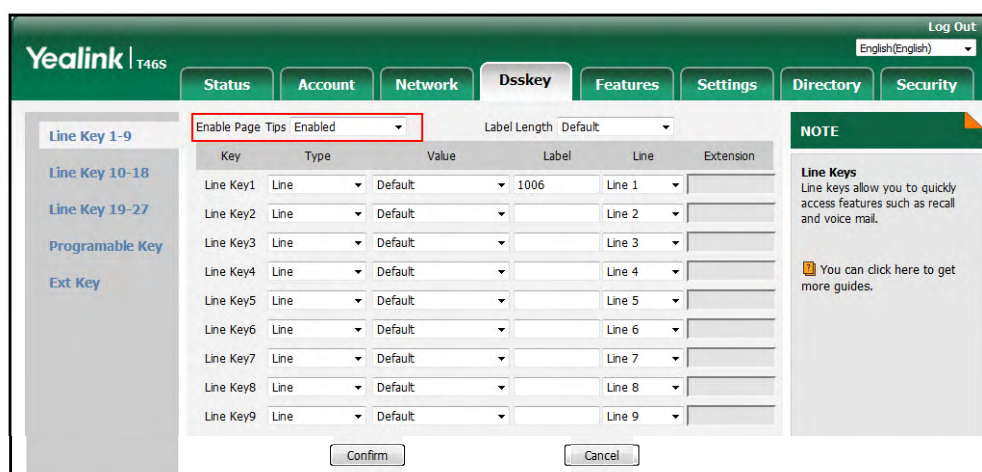 Log Out
Yealink T46S
English(English)
Status Account Network Dsskey Features Settings Directory Security
Line Key 1-9
Line Key 10-18
Line Key 19-27
Programable Key
Ext Key
Enable Page Tips Enabled Label Length Default
Key Type Value Label Line Extension
Line Key1 Line Default 1006 Line 1
Line Key2 Line Default Line 2
Line Key3 Line Default Line 3
Line Key4 Line Default Line 4
Line Key5 Line Default Line 5
Line Key6 Line Default Line 6
Line Key7 Line Default Line 7
Line Key8 Line Default Line 8
Line Key9 Line Default Line 9
Confirm Cancel
NOTE
Line Keys
Line keys allow you to quickly
access features such as recall
and voice mail.
? You can click here to get
more guides.